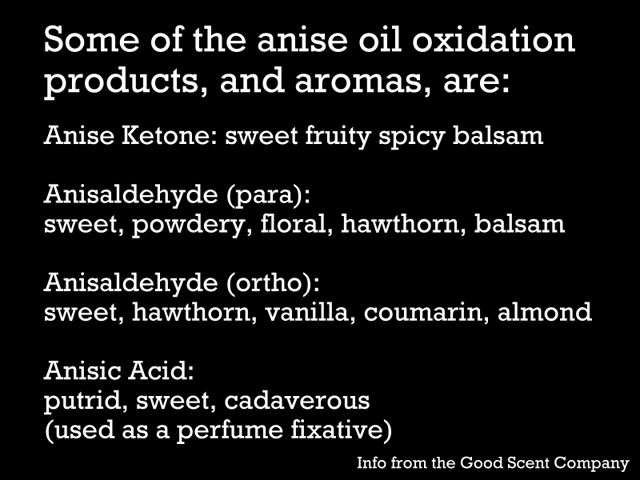 Some of the anise oil oxidation
products, and aromas, are:
Anise Ketone: sweet fruity spicy balsam
Anisaldehyde (para):
sweet, powdery, floral, hawthorn, balsam
Anisaldehyde (ortho):
sweet, hawthorn, vanilla, coumarin, almond
Anisic Acid:
putrid, sweet, cadaverous
(used as a perfume fixative)
Info from the Good Scent Company